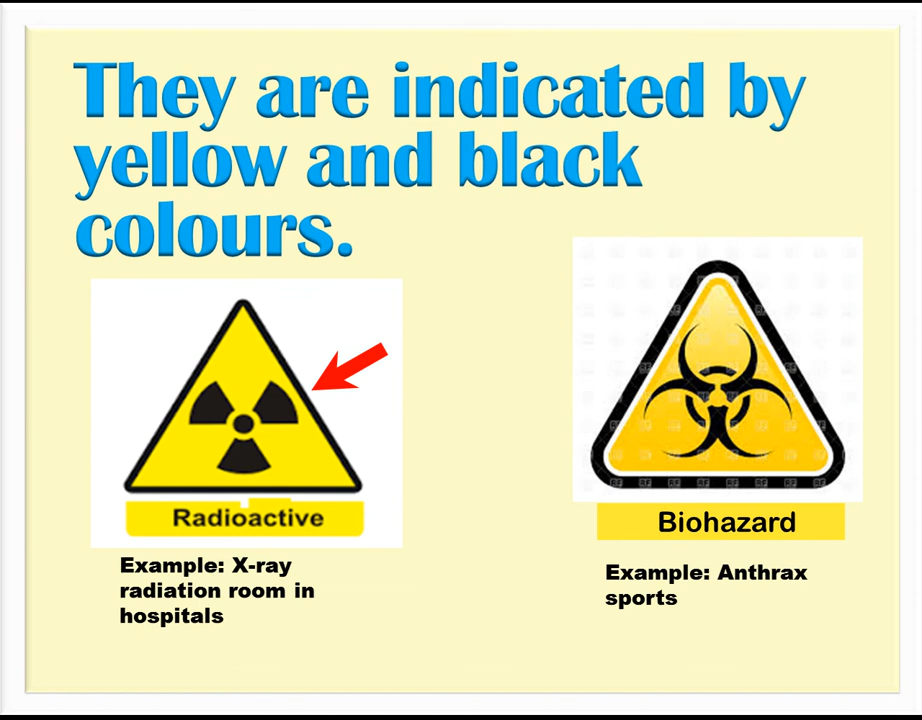 They are indicated by
yellow and black
colours.
Radioactive
Example: X-ray
radiation room in
hospitals
Biohazard
Example: Anthrax
sports